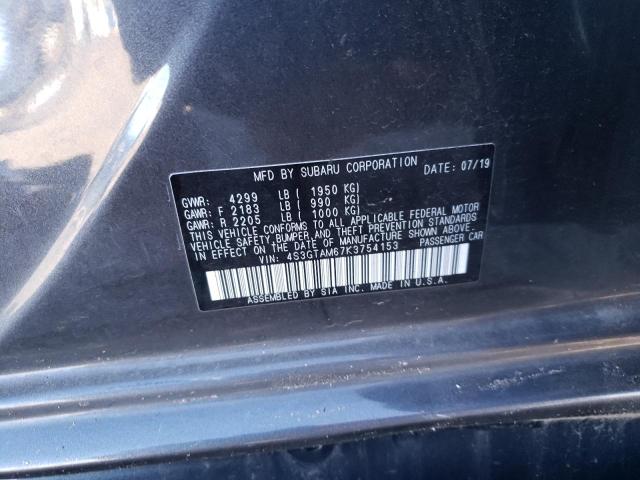 MFD BY SUBARU CORPORATION DATE: 07/19
GVWR: 4299 LB ( 1950 KG)
GAWR: F 2183 LB ( 990 KG)
GAWR: R 2205 LB ( 1000 KG)
THIS VEHICLE CONFORMS TO ALL APPLICABLE FEDERAL MOTOR
VEHICLE SAFETY, BUMPER, AND THEFT PREVENTION STANDARDS
IN EFFECT ON THE DATE OF MANUFACTURE SHOWN ABOVE.
VIN: 4S3GTAM67K3754153 PASSENGER CAR
ASSEMBLED BY SIA INC. MADE IN U.S.A.